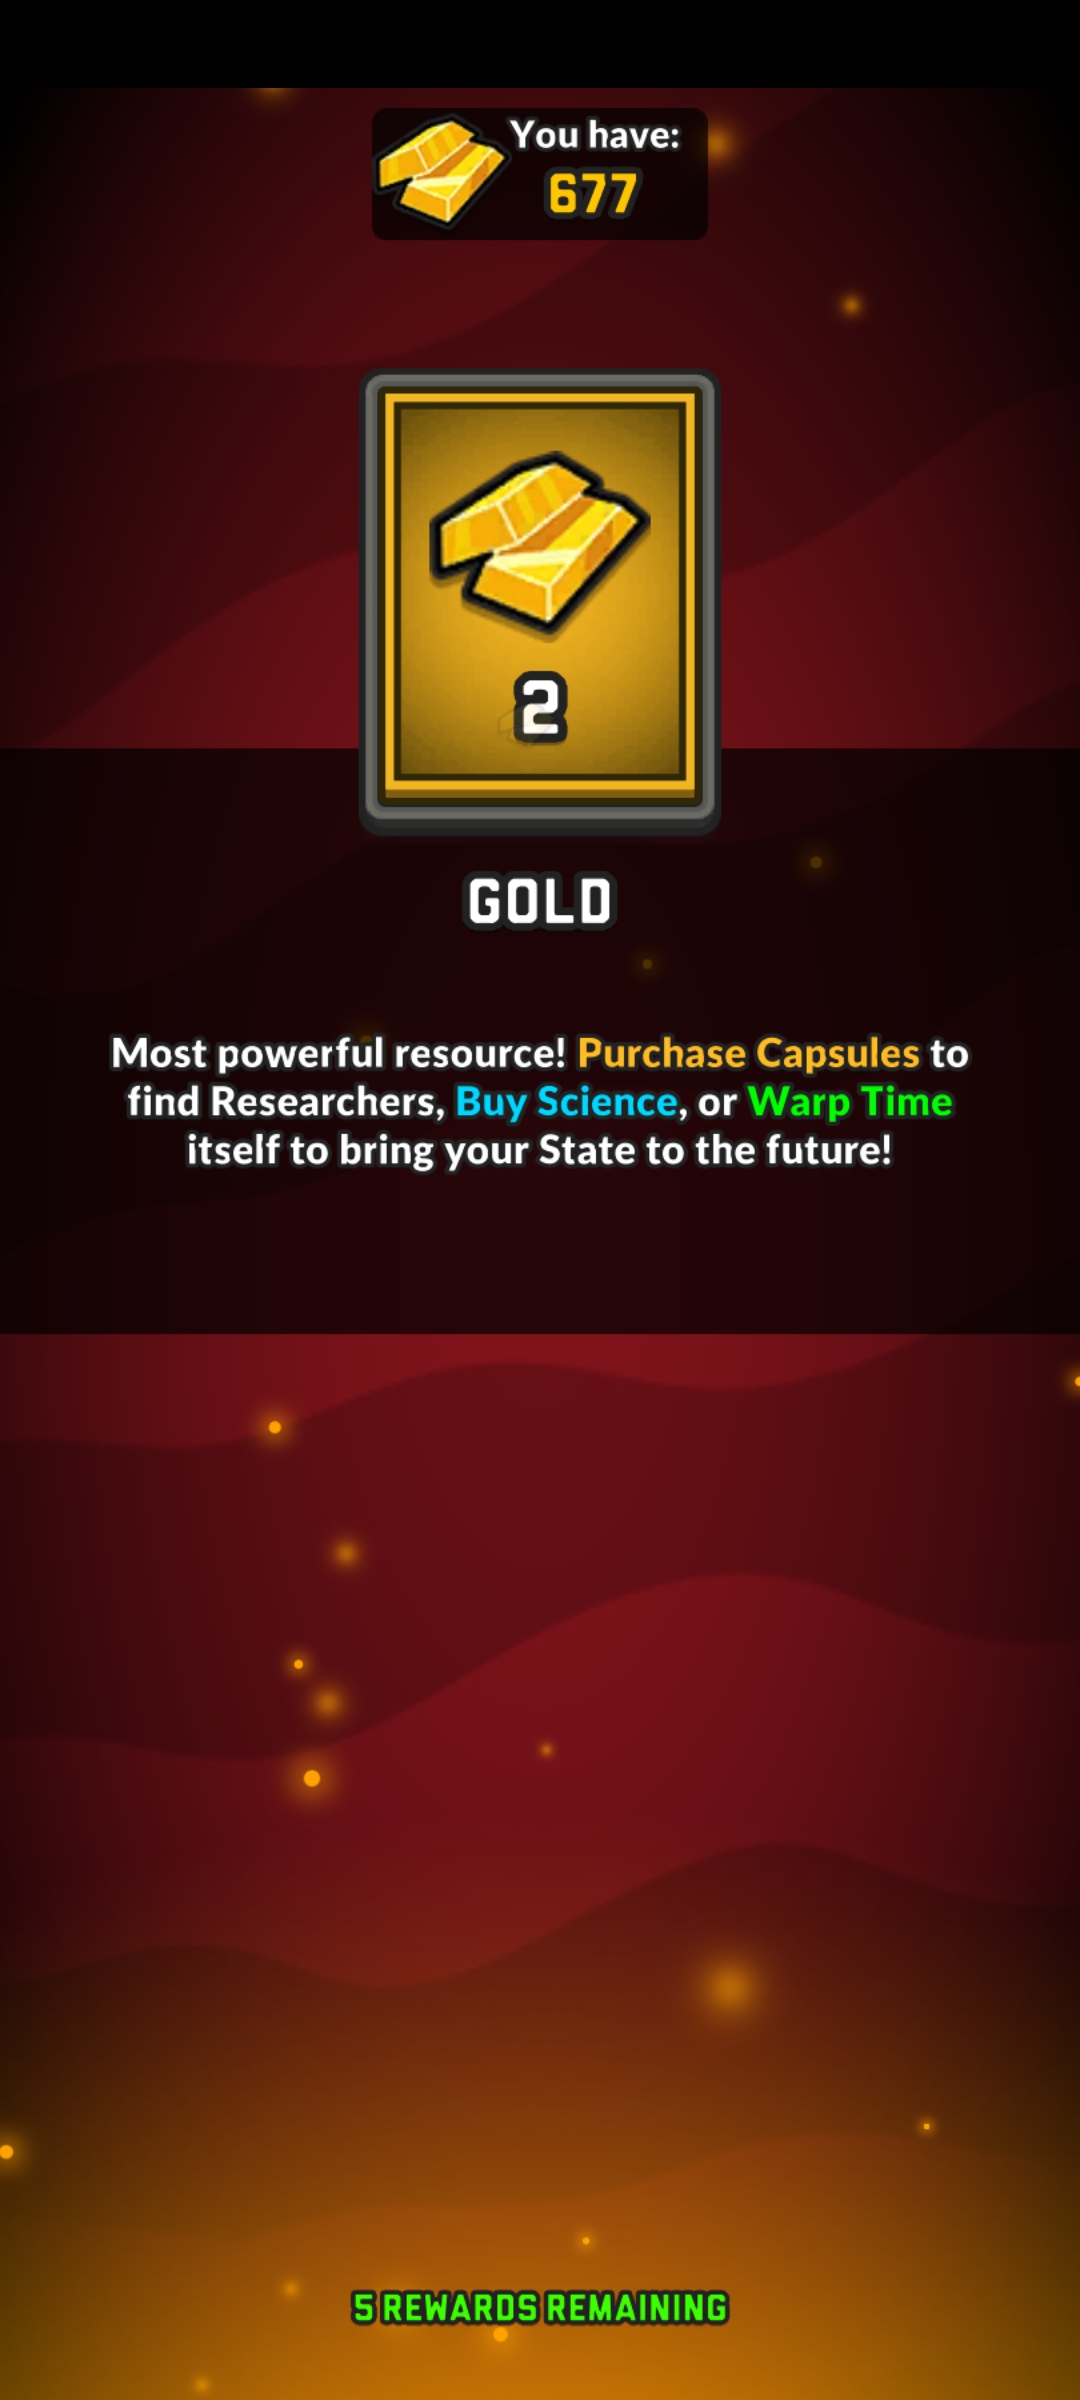 You have:
677
2
GOLD
Most powerful resource! Purchase Capsules to
find Researchers, Buy Science, or Warp Time
itself to bring your State to the future!
5 REWARDS REMAINING